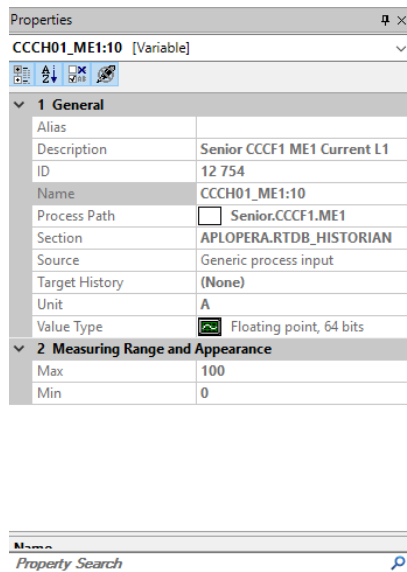 Properties
CCCH01_ME1:10 [Variable]
1 General
Alias
Description Senior CCCF1 ME1 Current L1
ID 12 754
Name CCCH01_ME1:10
Process Path Senior.CCCF1.ME1
Section APLOPERA.RTDB_HISTORIAN
Source Generic process input
Target History (None)
Unit A
Value Type Floating point, 64 bits
2 Measuring Range and Appearance
Max 100
Min 0
Name
Property Search